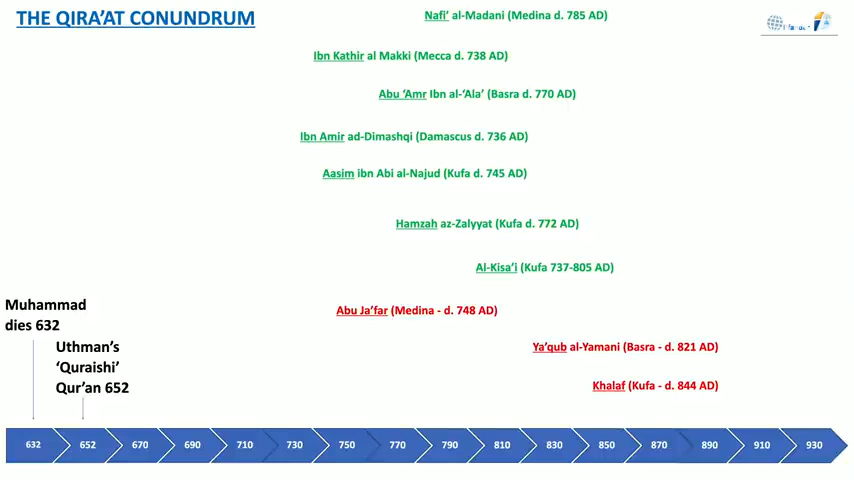 THE QIRA’AT CONUNDRUM
Nafi’ al-Madani (Medina d. 785 AD)
Ibn Kathir al Makki (Mecca d. 738 AD)
Abu ‘Amr Ibn al-‘Ala’ (Basra d. 770 AD)
Ibn Amir ad-Dimashqi (Damascus d. 736 AD)
Aasim ibn Abi al-Najud (Kufa d. 745 AD)
Hamzah az-Zalyyat (Kufa d. 772 AD)
Al-Kisa’i (Kufa 737-805 AD)
Abu Ja’far (Medina - d. 748 AD)
Ya’qub al-Yamani (Basra - d. 821 AD)
Khalaf (Kufa - d. 844 AD)
Muhammad
dies 632
Uthman’s
‘Quraishi’
Qur’an 652
632 652 670 690 710 730 750 770 790 810 830 850 870 890 910 930